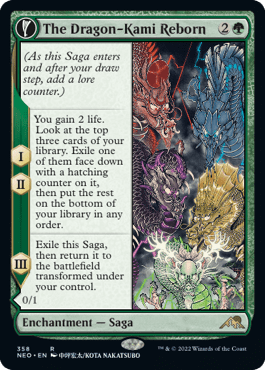 The Dragon-Kami Reborn 2
(As this Saga enters
and after your draw
step, add a lore
counter.)
I
II
You gain 2 life.
Look at the top
three cards of your
library. Exile one
of them face down
with a hatching
counter on it,
then put the rest
on the bottom of
your library in any
order.
III
Exile this Saga,
then return it to
the battlefield
transformed under
your control.
0/1
Enchantment — Saga
358 R
NEO • EN KOTA NAKATSUBO
™ & © 2022 Wizards of the Coast